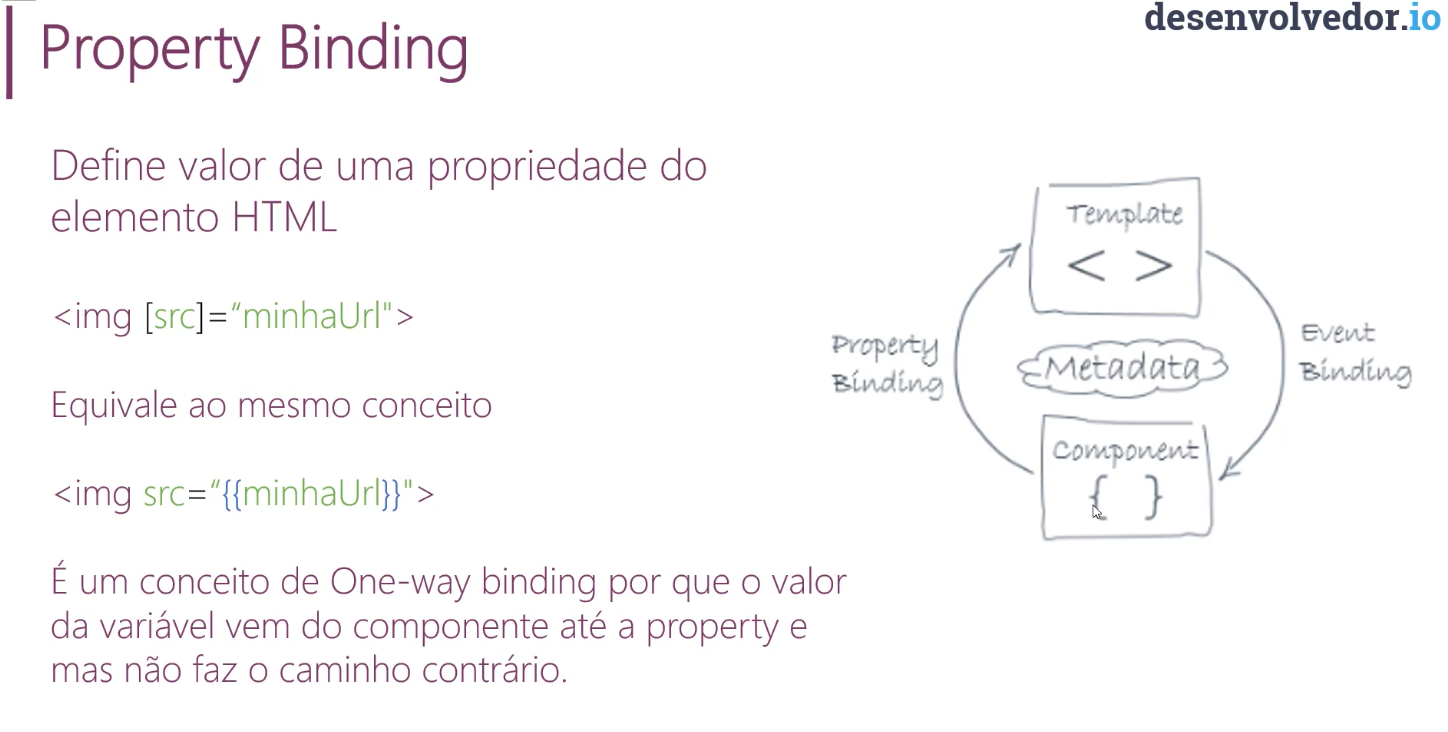 desenvolvedor.io
Property Binding
Define valor de uma propriedade do
elemento HTML
<img [src]=“minhaUrl">
Equivale ao mesmo conceito
<img src=“{{minhaUrl}}">
É um conceito de One-way binding por que o valor
da variável vem do componente até a property e
mas não faz o caminho contrário.
Template
< >
Property
Binding
Metadata
Event
Binding
Component
{ }